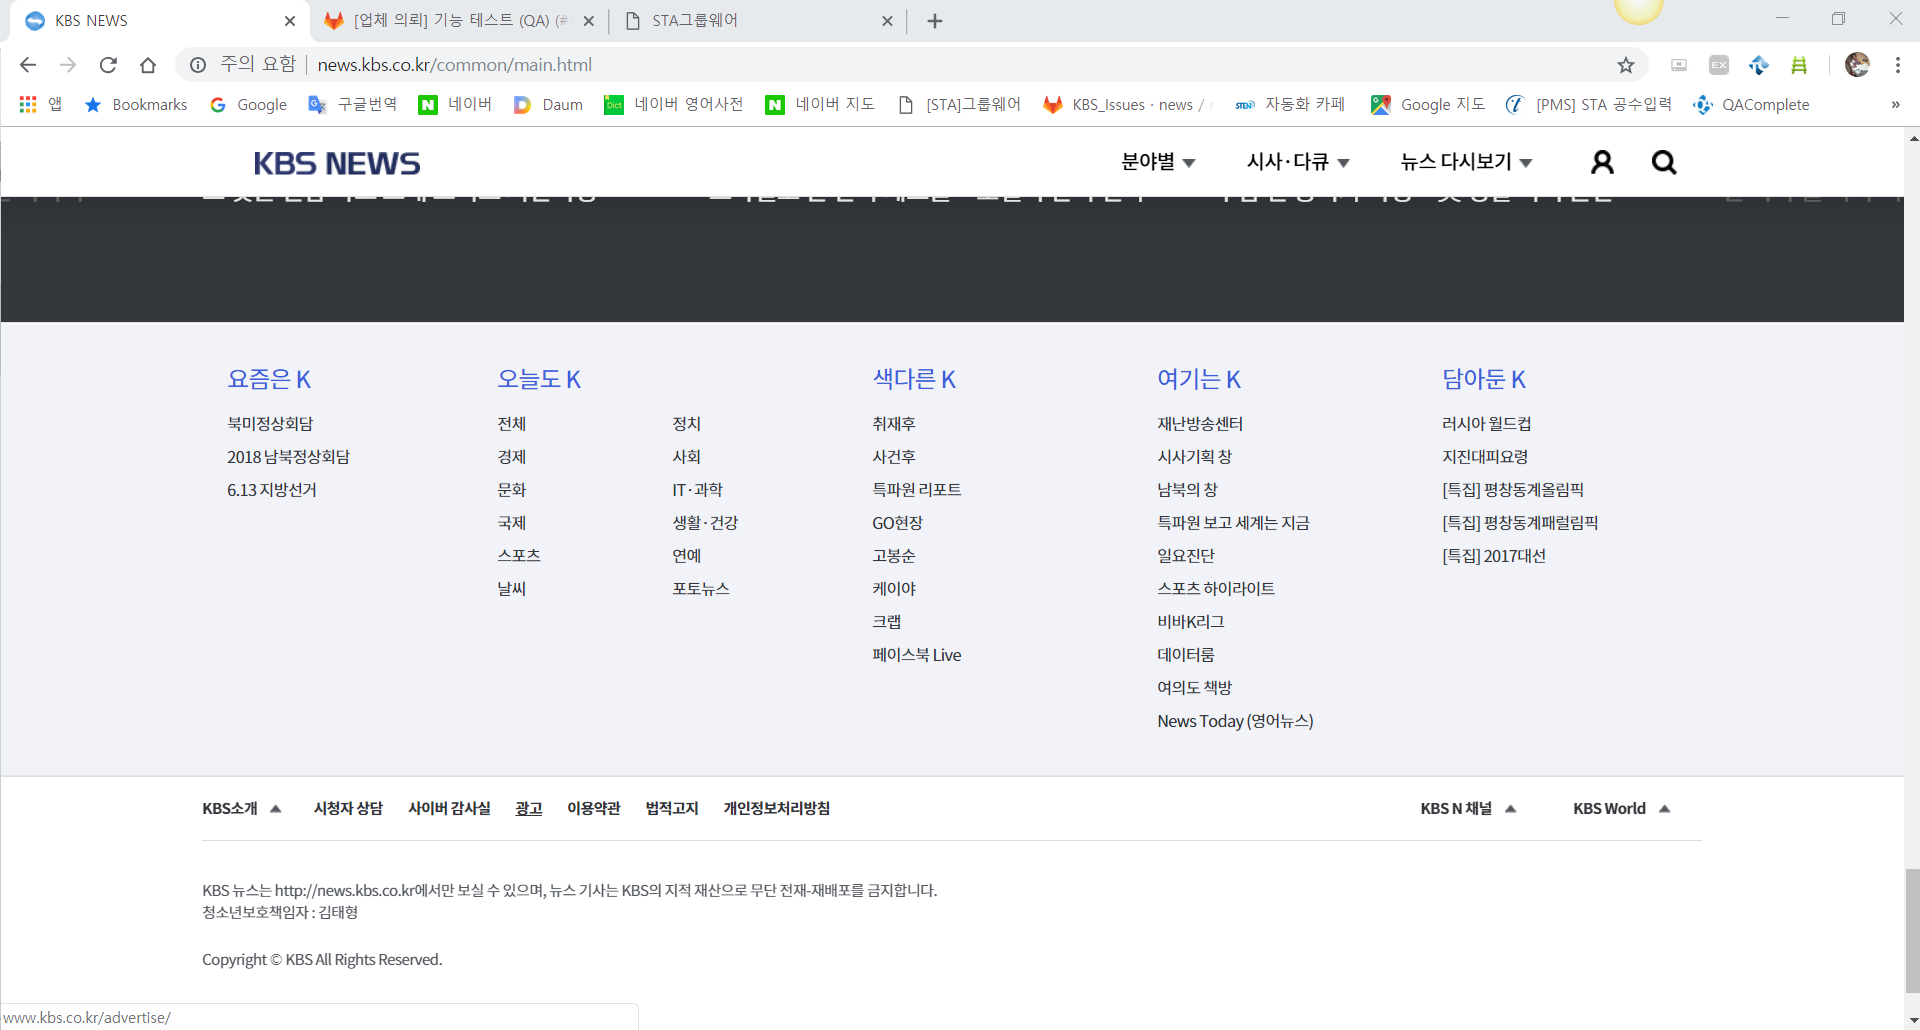 KBS NEWS
[업체 의뢰] 기능 테스트 (QA) (#
STA그룹웨어
주의 요함
news.kbs.co.kr/common/main.html
앱
Bookmarks
Google
구글번역
네이버
Daum
네이버 영어사전
네이버 지도
[STA]그룹웨어
KBS_Issues · news /
자동화 카페
Google 지도
[PMS] STA 공수입력
QAComplete
»
KBS NEWS
분야별
시사·다큐
뉴스 다시보기
요즘은 K
북미정상회담
2018 남북정상회담
6.13 지방선거
오늘도 K
전체
정치
경제
사회
문화
IT·과학
국제
생활·건강
스포츠
연예
날씨
포토뉴스
색다른 K
취재후
사건후
특파원 리포트
GO현장
고봉순
케이야
크랩
페이스북 Live
여기는 K
재난방송센터
시사기획 창
남북의 창
특파원 보고 세계는 지금
일요진단
스포츠 하이라이트
비바K리그
데이터룸
여의도 책방
News Today (영어뉴스)
담아둔 K
러시아 월드컵
지진대피요령
[특집] 평창동계올림픽
[특집] 평창동계패럴림픽
[특집] 2017대선
KBS소개
시청자 상담
사이버 감사실
광고
이용약관
법적고지
개인정보처리방침
KBS N 채널
KBS World
KBS 뉴스는 http://news.kbs.co.kr에서만 보실 수 있으며, 뉴스 기사는 KBS의 지적 재산으로 무단 전재-재배포를 금지합니다.
청소년보호책임자 : 김태형
Copyright © KBS All Rights Reserved.
www.kbs.co.kr/advertise/